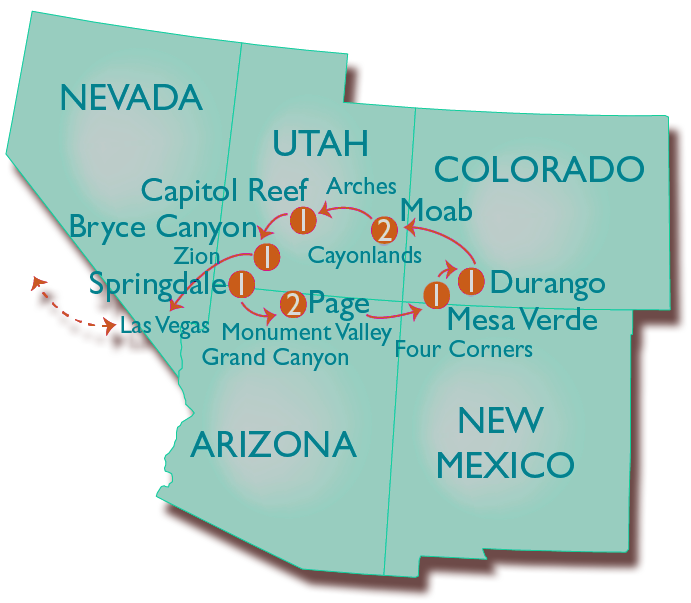 NEVADA
UTAH
COLORADO
Capitol Reef
Arches
Moab
1
2
Bryce Canyon
Zion
1
Cayonlands
Springdale
1
2
Page
1
1
Durango
Las Vegas
Monument Valley
Mesa Verde
Grand Canyon
Four Corners
ARIZONA
NEW
MEXICO